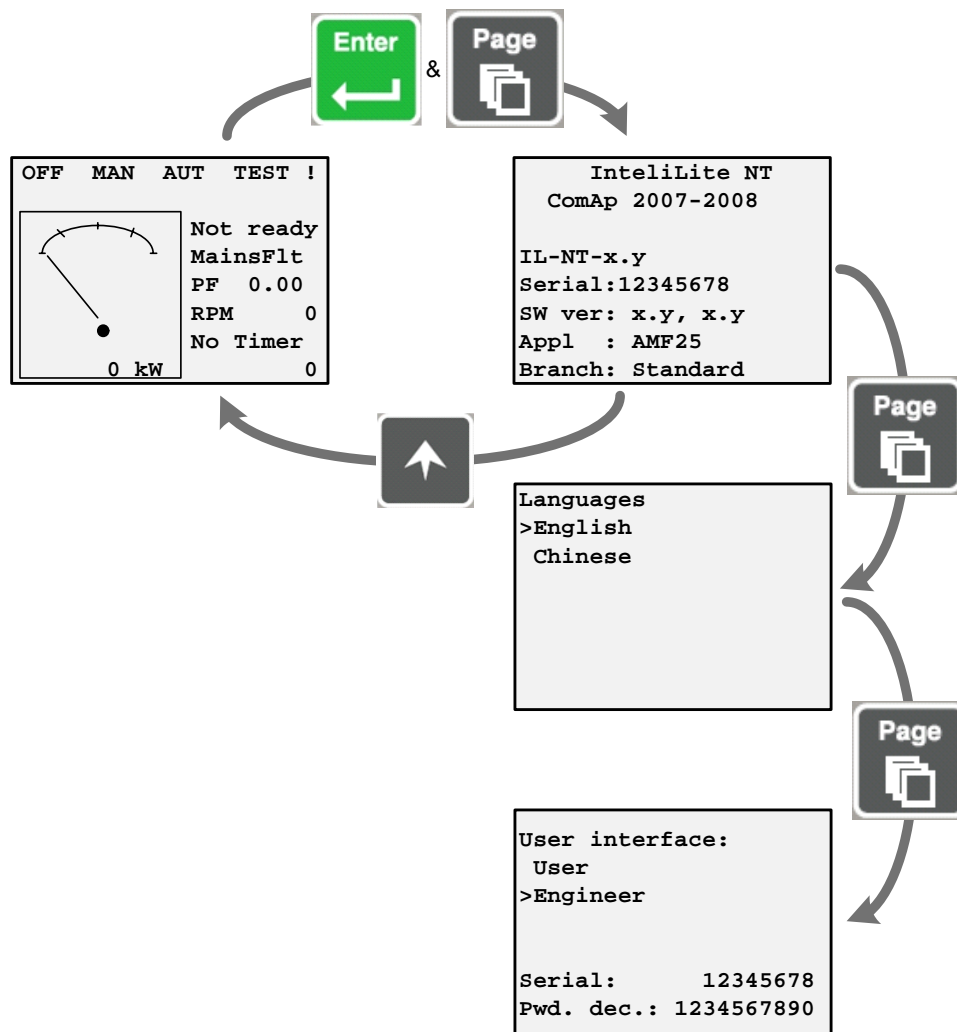 Enter
&
Page
OFF MAN AUT TEST !
Not ready
MainsFlt
PF 0.00
RPM 0
No Timer
0 kW 0
InteliLite NT
ComAp 2007-2008
IL-NT-x.y
Serial:12345678
SW ver: x.y, x.y
Appl : AMF25
Branch: Standard
Page
Languages
>English
Chinese
Page
User interface:
User
>Engineer
Serial: 12345678
Pwd. dec.: 1234567890